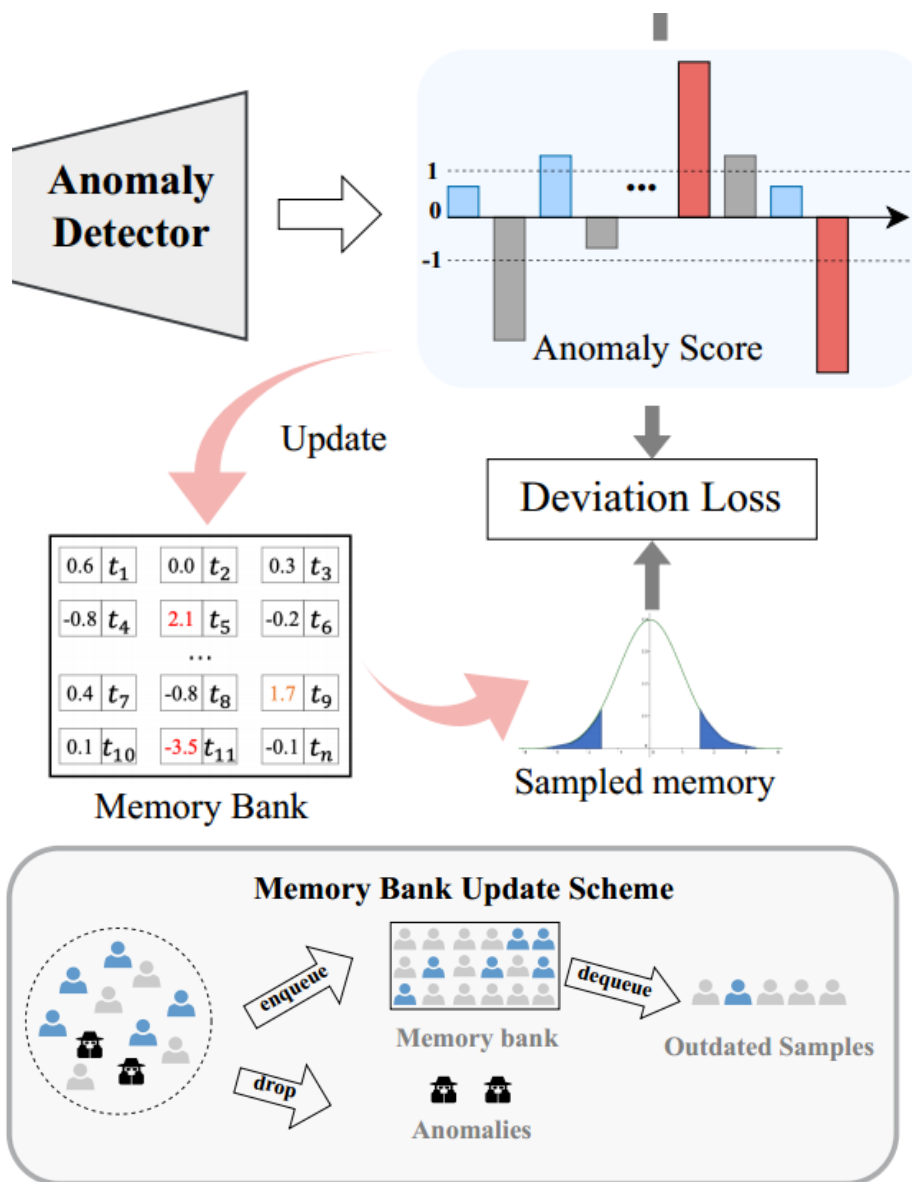 Anomaly
Detector
1
0
-1
...
Anomaly Score
Update
Deviation Loss
0.6 t₁ 0.0 t₂ 0.3 t₃
-0.8 t₄ 2.1 t₅ -0.2 t₆
...
0.4 t₇ -0.8 t₈ 1.7 t₉
0.1 t₁₀ -3.5 t₁₁ -0.1 tₙ
Memory Bank
Sampled memory
Memory Bank Update Scheme
enqueue
dequeue
Memory bank
Outdated Samples
drop
Anomalies